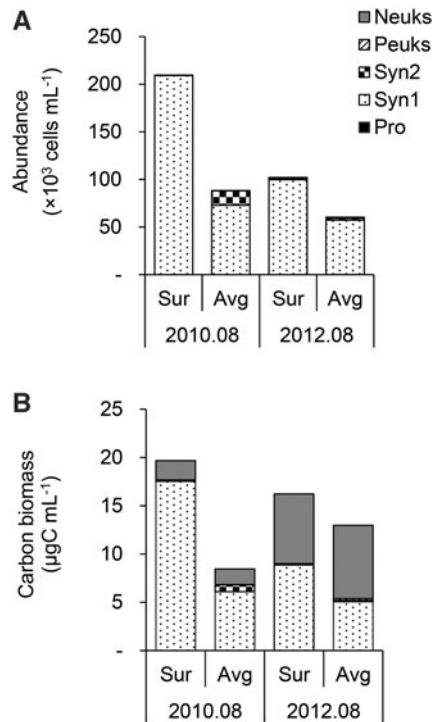 A
Neuks
Peuks
Syn2
Syn1
Pro
Abundance
(×10³ cells mL⁻¹)
250
200
150
100
50
-
Sur Avg Sur Avg
2010.08 2012.08
B
Carbon biomass
(µgC mL⁻¹)
25
20
15
10
5
-
Sur Avg Sur Avg
2010.08 2012.08